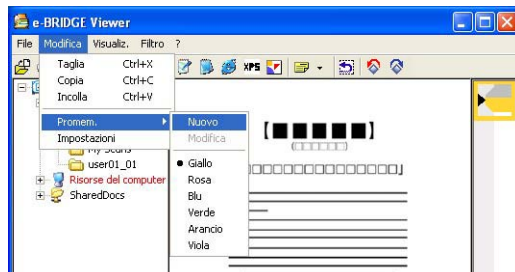 e-BRIDGE Viewer
File Modifica Visualiz. Filtro ?
Taglia Ctrl+X
Copia Ctrl+C
Incolla Ctrl+V
Promem.
Impostazioni
Nuovo
Modifica
Giallo
Rosa
Blu
Verde
Arancio
Viola
XPS
My Scans
user01_01
Risorse del computer
SharedDocs